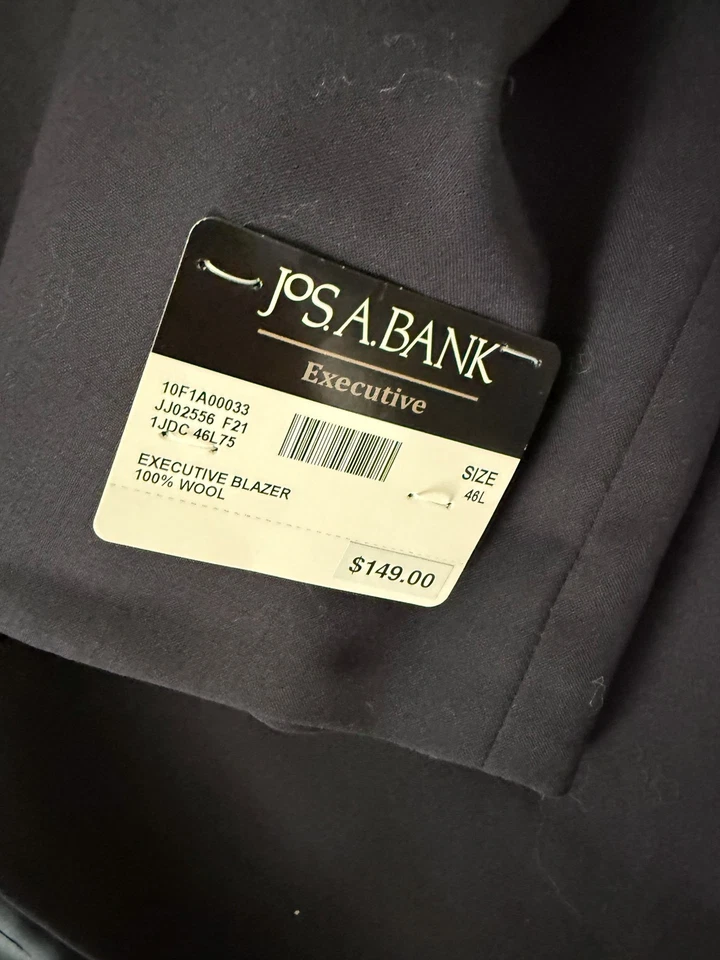 JOS. A. BANK
Executive
10F1A00033
JJ02556 F21
1JDC 46L75
EXECUTIVE BLAZER
100% WOOL
SIZE
46L
$149.00